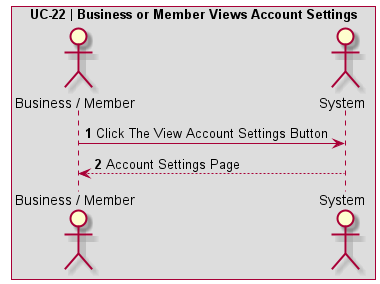 UC-22 | Business or Member Views Account Settings
Business / Member System
1 Click The View Account Settings Button
2 Account Settings Page
Business / Member System